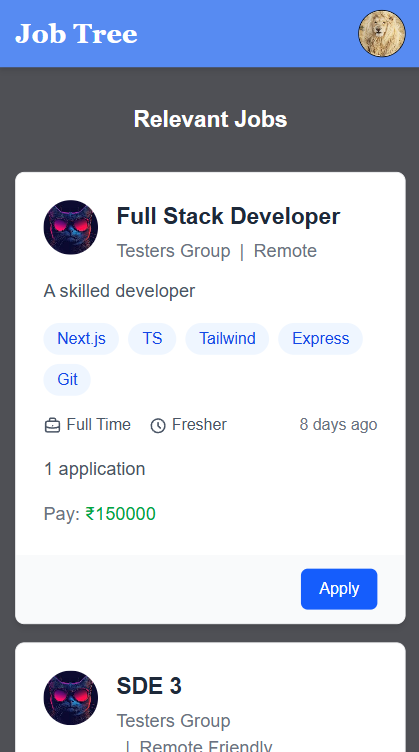 Job Tree
Relevant Jobs
Full Stack Developer
Testers Group | Remote
A skilled developer
Next.js TS Tailwind Express
Git
Full Time Fresher 8 days ago
1 application
Pay: ₹150000
Apply
SDE 3
Testers Group
| Remote Friendly